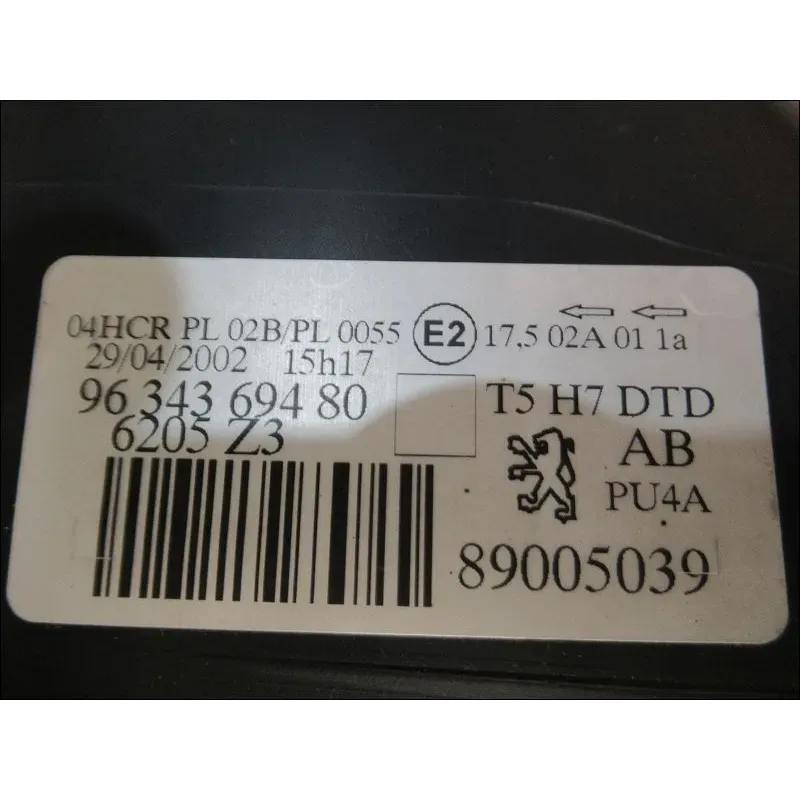 04HCR PL 02B/PL 0055 E2 17,5 02A 01 1a
29/04/2002 15h17
96 343 694 80 T5 H7 DTD
6205 Z3 AB
PU4A
89005039